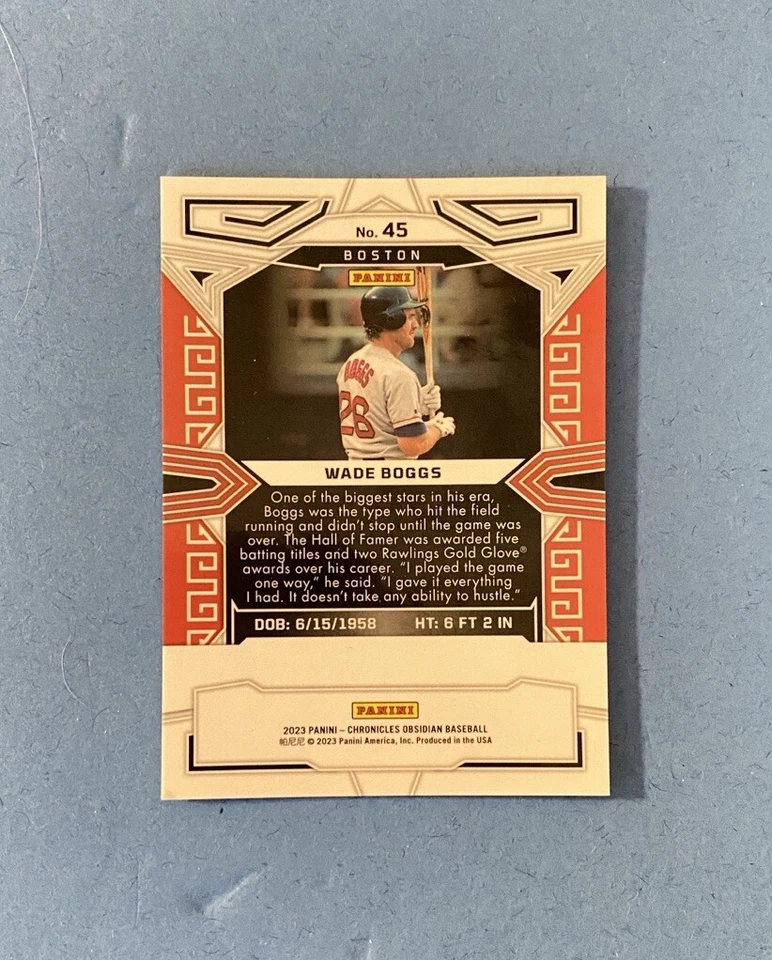 No. 45
BOSTON
PANINI
BOGGS
26
WADE BOGGS
One of the biggest stars in his era,
Boggs was the type who hit the field
running and didn't stop until the game was
over. The Hall of Famer was awarded five
batting titles and two Rawlings Gold Glove®
awards over his career. "I played the game
one way," he said. "I gave it everything
I had. It doesn't take any ability to hustle."
DOB: 6/15/1958 HT: 6 FT 2 IN
PANINI
2023 PANINI – CHRONICLES OBSIDIAN BASEBALL
帕尼尼 © 2023 Panini America, Inc. Produced in the USA